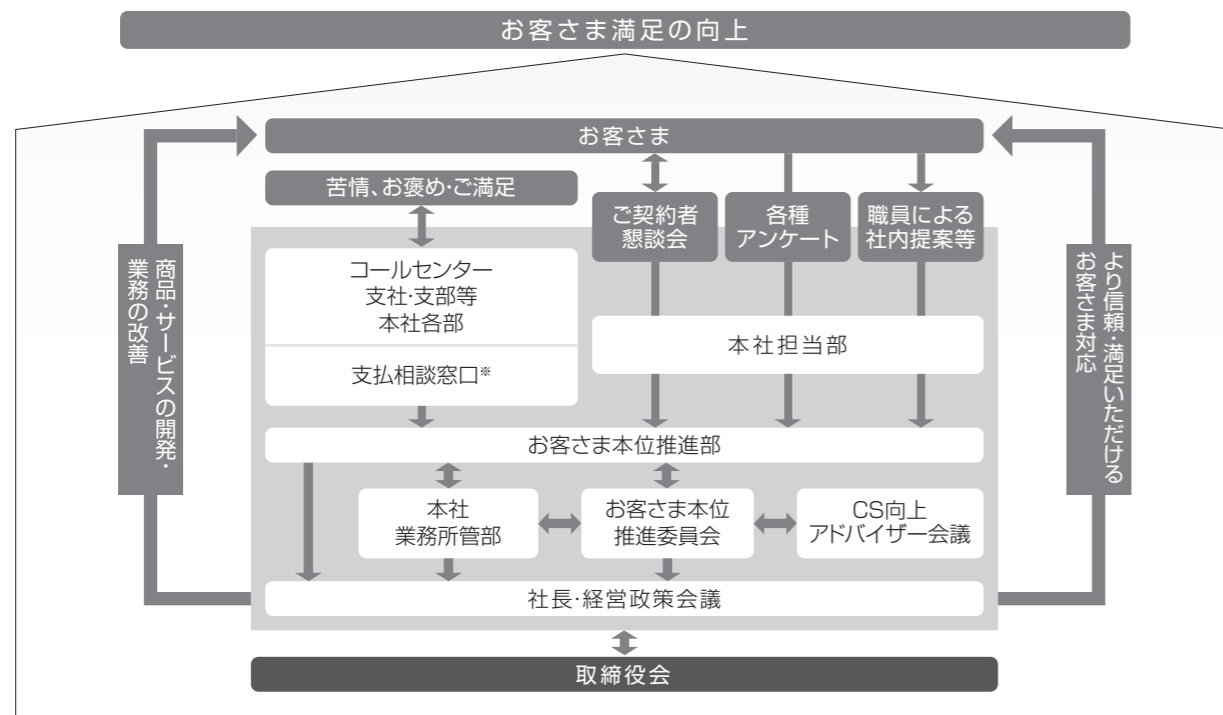 お客さま満足の向上
お客さま
苦情、お褒め・ご満足
ご契約者
懇談会
各種
アンケート
職員による
社内提案等
商品・サービスの開発・
業務の改善
コールセンター
支社・支部等
本社各部
支払相談窓口※
本社担当部
より信頼・満足いただける
お客さま対応
お客さま本位推進部
本社
業務所管部
お客さま本位
推進委員会
CS向上
アドバイザー会議
社長・経営政策会議
取締役会